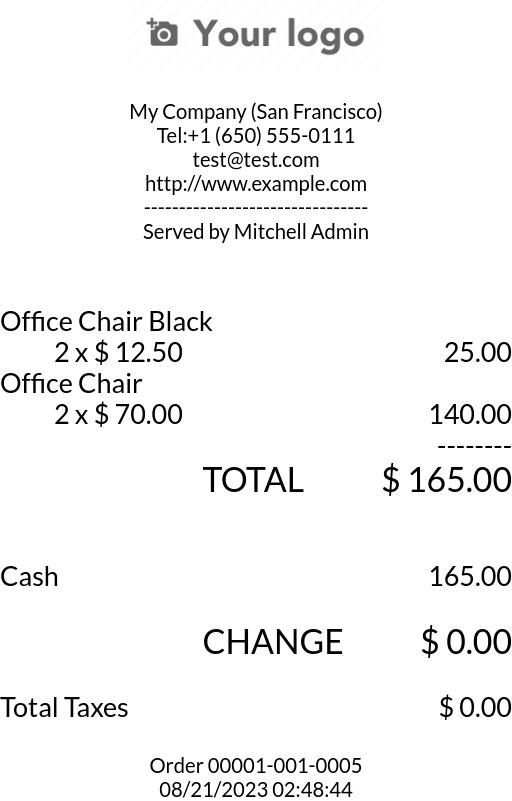 Your logo
My Company (San Francisco)
Tel:+1 (650) 555-0111
test@test.com
http://www.example.com
--------------------------------
Served by Mitchell Admin
Office Chair Black
2 x $ 12.50 25.00
Office Chair
2 x $ 70.00 140.00
--------
TOTAL $ 165.00
Cash 165.00
CHANGE $ 0.00
Total Taxes $ 0.00
Order 00001-001-0005
08/21/2023 02:48:44